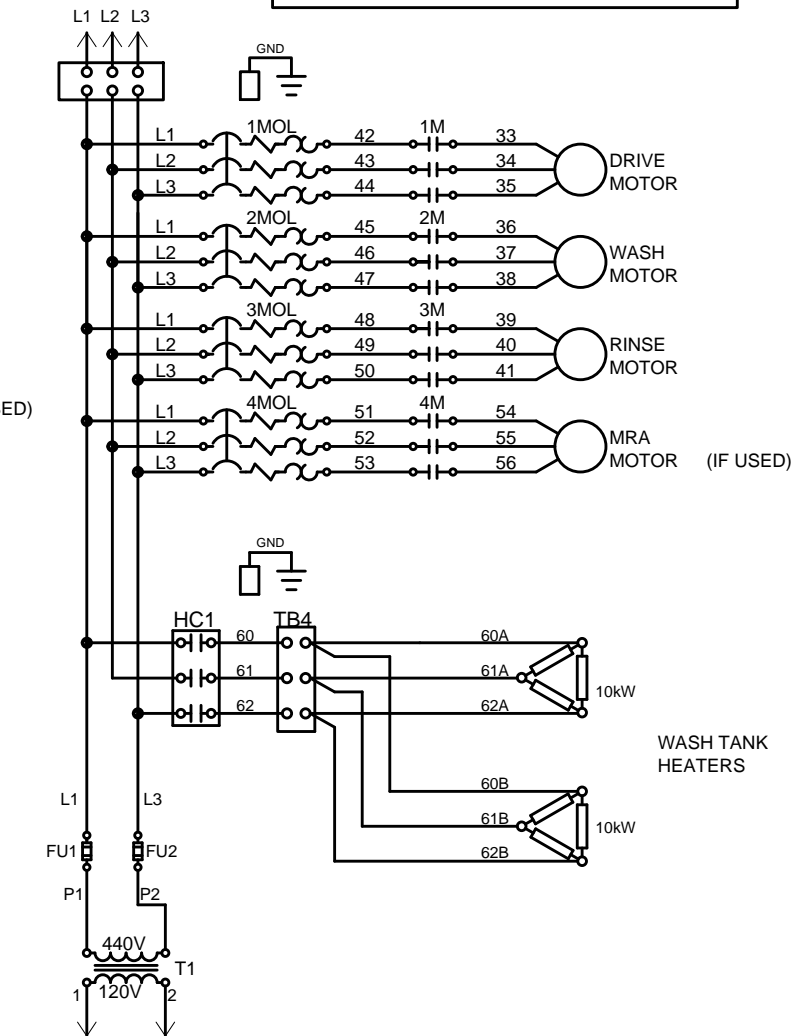 L1 L2 L3
GND
1MOL 1M
L1 42 33
L2 43 34 DRIVE
L3 44 35 MOTOR
2MOL 2M
L1 45 36
L2 46 37 WASH
L3 47 38 MOTOR
3MOL 3M
L1 48 39
L2 49 40 RINSE
L3 50 41 MOTOR
SED)
4MOL 4M
L1 51 54
L2 52 55 MRA
L3 53 56 MOTOR (IF USED)
GND
HC1 TB4
60 60A
61 61A 10kW
62 62A
WASH TANK
HEATERS
60B
L1 L3 61B 10kW
FU1 FU2 62B
P1 P2
440V
T1
1 120V 2